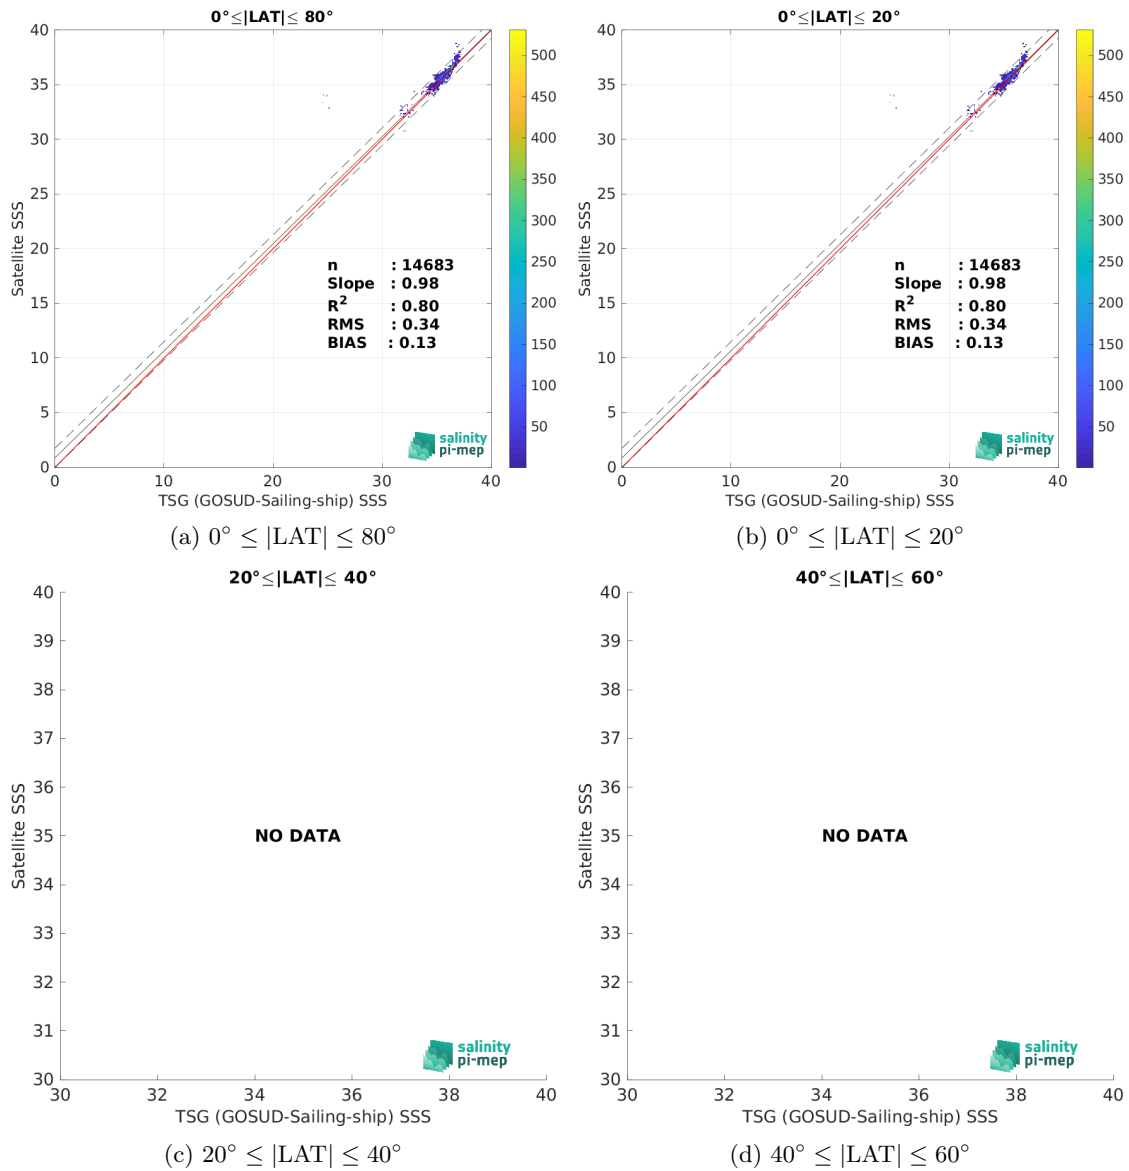 0°≤|LAT|≤ 80°
40
35
30
25
20
15
10
5
0
0
10
20
30
40
Satellite SSS
TSG (GOSUD-Sailing-ship) SSS
n : 14683
Slope : 0.98
R² : 0.80
RMS : 0.34
BIAS : 0.13
salinity
pi-mep
500
450
400
350
300
250
200
150
100
50
(a) 0° ≤ |LAT| ≤ 80°
0°≤|LAT|≤ 20°
40
35
30
25
20
15
10
5
0
0
10
20
30
40
Satellite SSS
TSG (GOSUD-Sailing-ship) SSS
n : 14683
Slope : 0.98
R² : 0.80
RMS : 0.34
BIAS : 0.13
salinity
pi-mep
500
450
400
350
300
250
200
150
100
50
(b) 0° ≤ |LAT| ≤ 20°
20°≤|LAT|≤ 40°
40
39
38
37
36
35
34
33
32
31
30
30
32
34
36
38
40
Satellite SSS
NO DATA
salinity
pi-mep
TSG (GOSUD-Sailing-ship) SSS
(c) 20° ≤ |LAT| ≤ 40°
40°≤|LAT|≤ 60°
40
39
38
37
36
35
34
33
32
31
30
30
32
34
36
38
40
Satellite SSS
NO DATA
salinity
pi-mep
TSG (GOSUD-Sailing-ship) SSS
(d) 40° ≤ |LAT| ≤ 60°